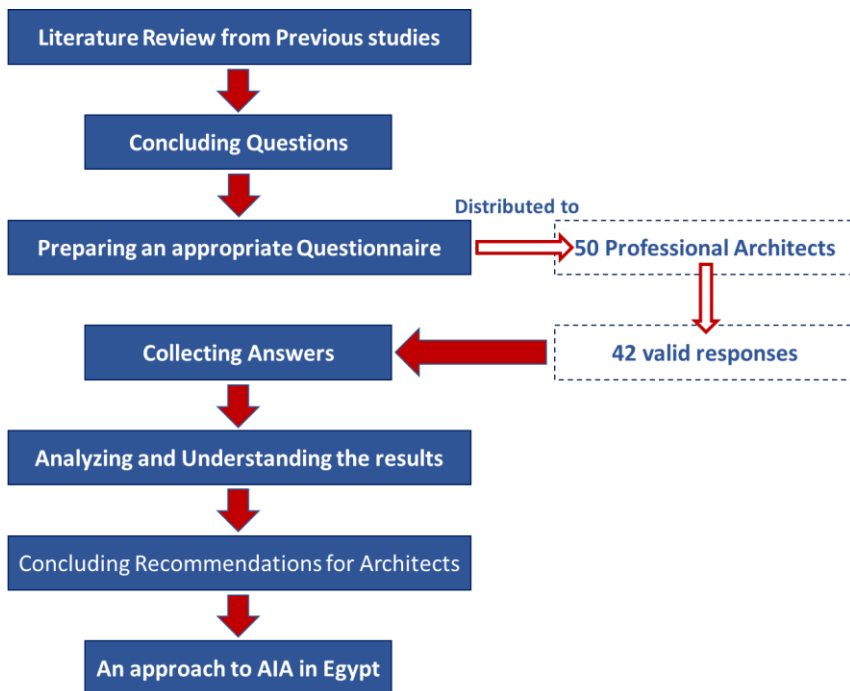 Literature Review from Previous studies
Concluding Questions
Distributed to
Preparing an appropriate Questionnaire
50 Professional Architects
42 valid responses
Collecting Answers
Analyzing and Understanding the results
Concluding Recommendations for Architects
An approach to AIA in Egypt